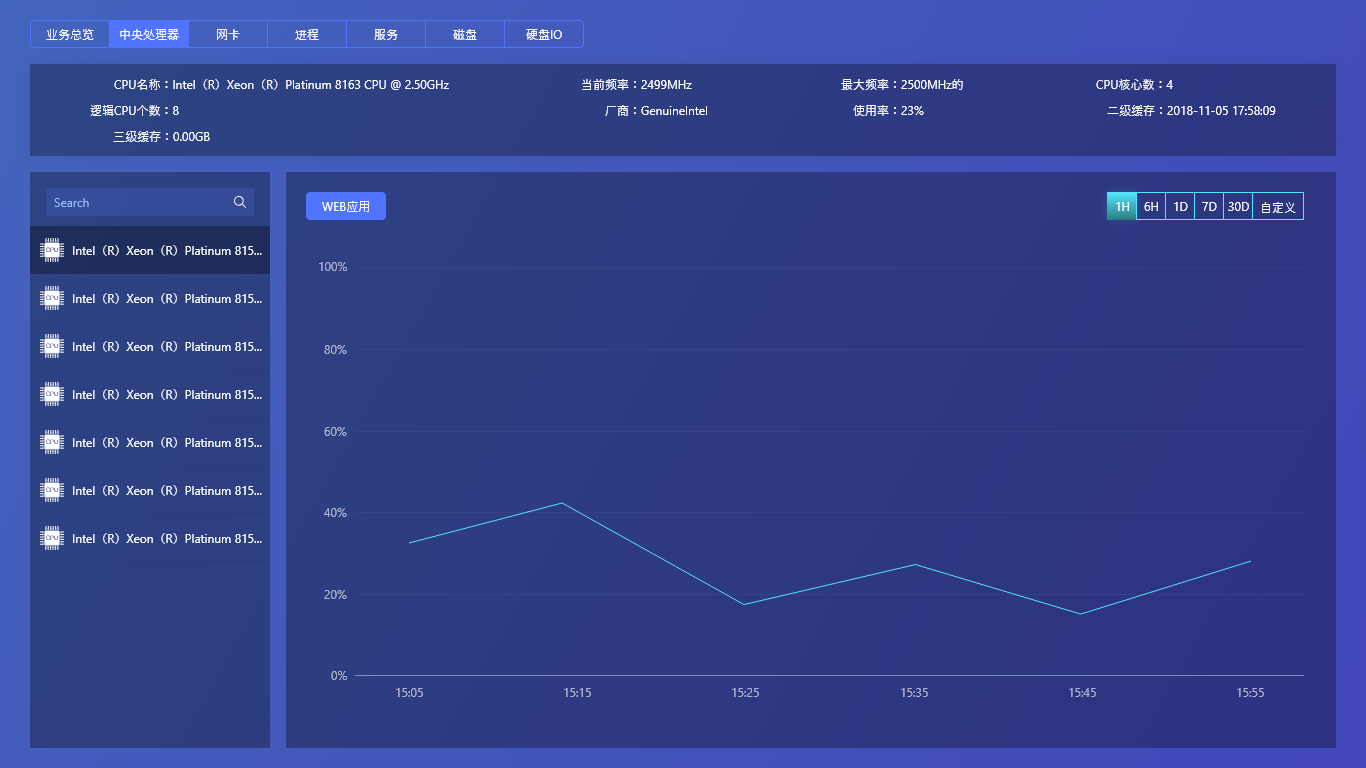 业务总览 中央处理器 网卡 进程 服务 磁盘 硬盘IO
CPU名称：Intel（R）Xeon（R）Platinum 8163 CPU @ 2.50GHz 当前频率：2499MHz 最大频率：2500MHz的 CPU核心数：4
逻辑CPU个数：8 厂商：GenuineIntel 使用率：23% 二级缓存：2018-11-05 17:58:09
三级缓存：0.00GB
Search
CPU Intel（R）Xeon（R）Platinum 815...
CPU Intel（R）Xeon（R）Platinum 815...
CPU Intel（R）Xeon（R）Platinum 815...
CPU Intel（R）Xeon（R）Platinum 815...
CPU Intel（R）Xeon（R）Platinum 815...
CPU Intel（R）Xeon（R）Platinum 815...
CPU Intel（R）Xeon（R）Platinum 815...
WEB应用 1H 6H 1D 7D 30D 自定义
100%
80%
60%
40%
20%
0%
15:05 15:15 15:25 15:35 15:45 15:55